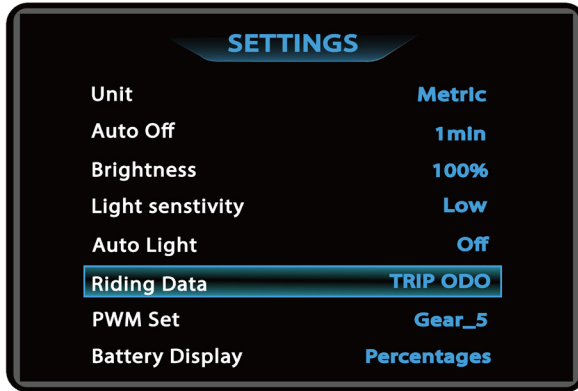 SETTINGS
Unit Metric
Auto Off 1min
Brightness 100%
Light senstivity Low
Auto Light Off
Riding Data TRIP ODO
PWM Set Gear_5
Battery Display Percentages